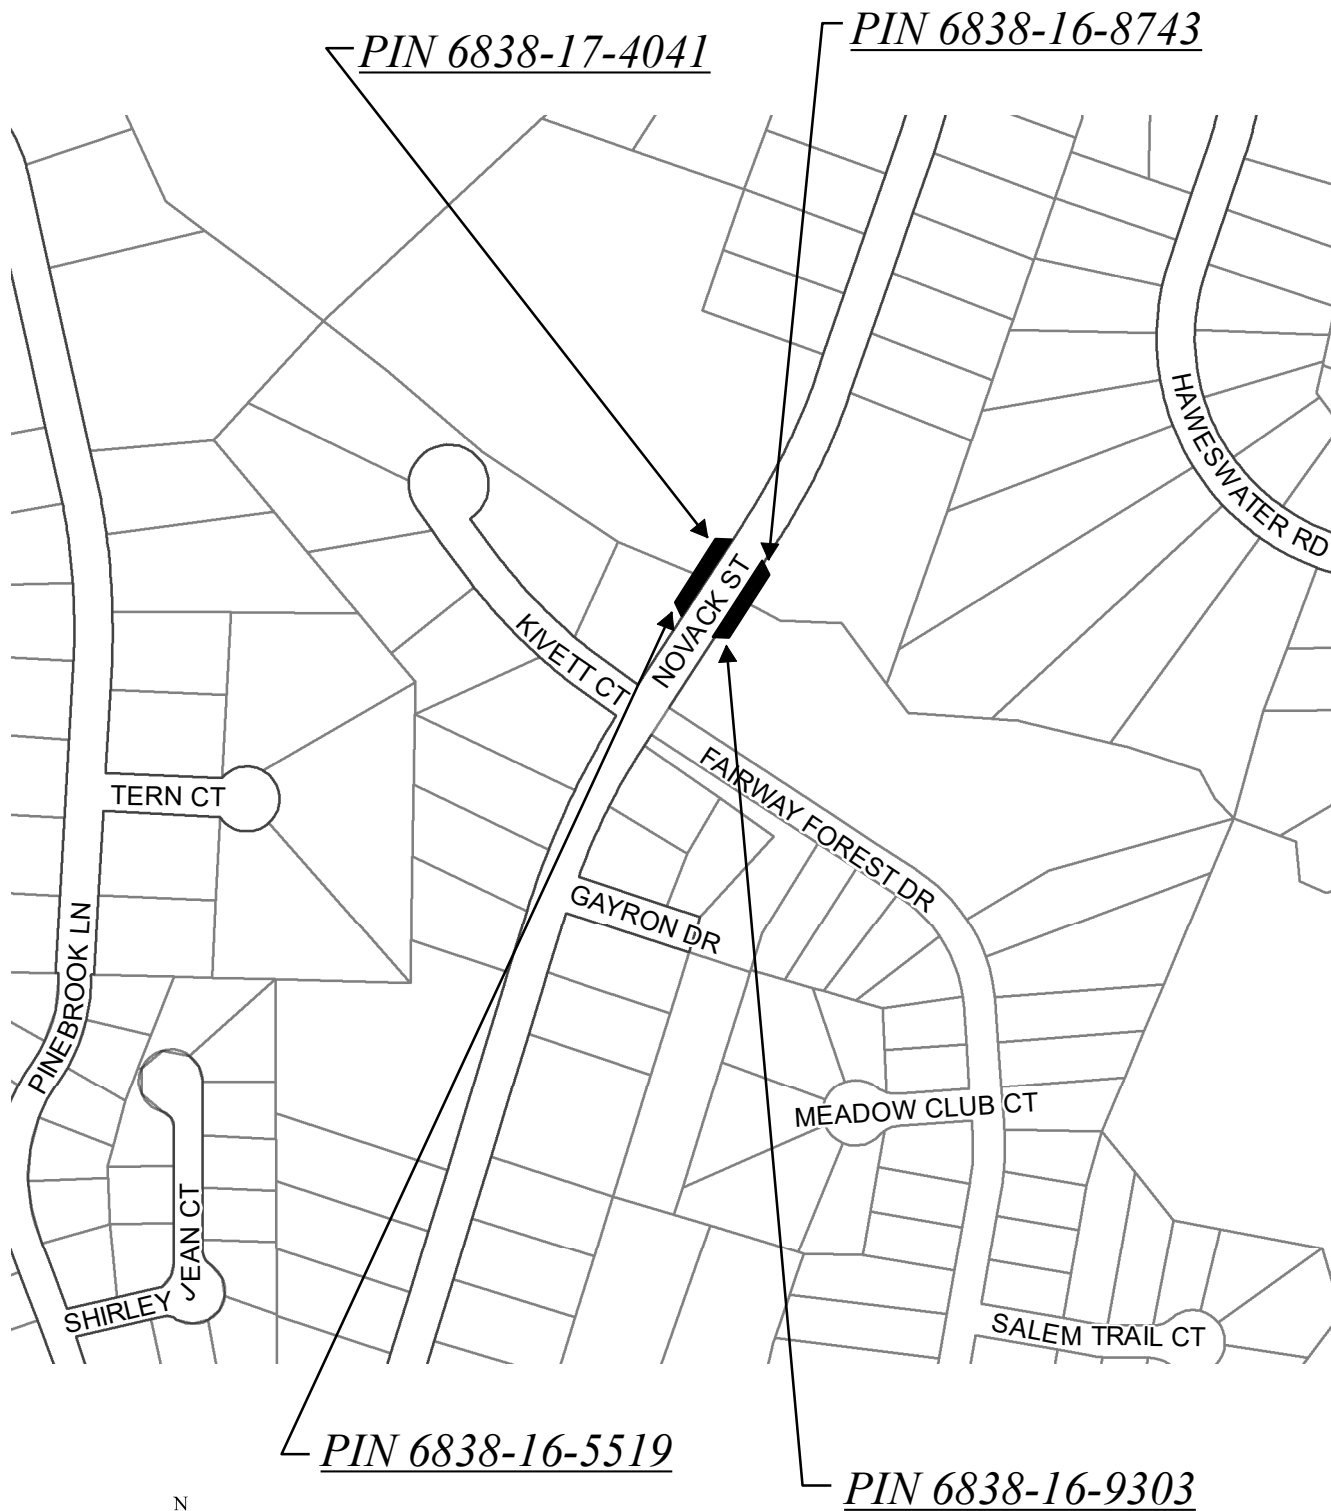 PIN 6838-17-4041
PIN 6838-16-8743
HAWESWATER RD
NOVACK ST
KIVETT CT
FAIRWAY FOREST DR
TERN CT
GAYRON DR
PINEBROOK LN
MEADOW CLUB CT
SHIRLEY JEAN CT
SALEM TRAIL CT
PIN 6838-16-5519
PIN 6838-16-9303
N